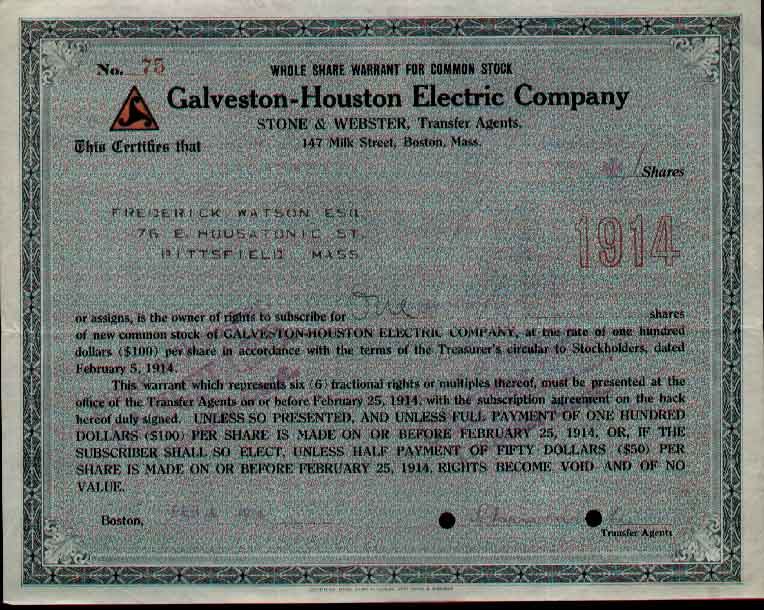 No. 75
WHOLE SHARE WARRANT FOR COMMON STOCK
Galveston-Houston Electric Company
STONE & WEBSTER, Transfer Agents.
This Certifies that
147 Milk Street, Boston, Mass.
1 Shares
FREDERICK WATSON ESQ
76 E. HOUSATONIC ST.
PITTSFIELD MASS
1914
or assigns, is the owner of rights to subscribe for One shares
of new common stock of GALVESTON-HOUSTON ELECTRIC COMPANY, at the rate of one hundred
dollars ($100) per share in accordance with the terms of the Treasurer's circular to Stockholders, dated
February 5, 1914.
This warrant which represents six (6) fractional rights or multiples thereof, must be presented at the
office of the Transfer Agents on or before February 25, 1914, with the subscription agreement on the back
hereof duly signed. UNLESS SO PRESENTED, AND UNLESS FULL PAYMENT OF ONE HUNDRED
DOLLARS ($100) PER SHARE IS MADE ON OR BEFORE FEBRUARY 25, 1914, OR, IF THE
SUBSCRIBER SHALL SO ELECT, UNLESS HALF PAYMENT OF FIFTY DOLLARS ($50) PER
SHARE IS MADE ON OR BEFORE FEBRUARY 25, 1914, RIGHTS BECOME VOID AND OF NO
VALUE.
Boston,
Transfer Agents